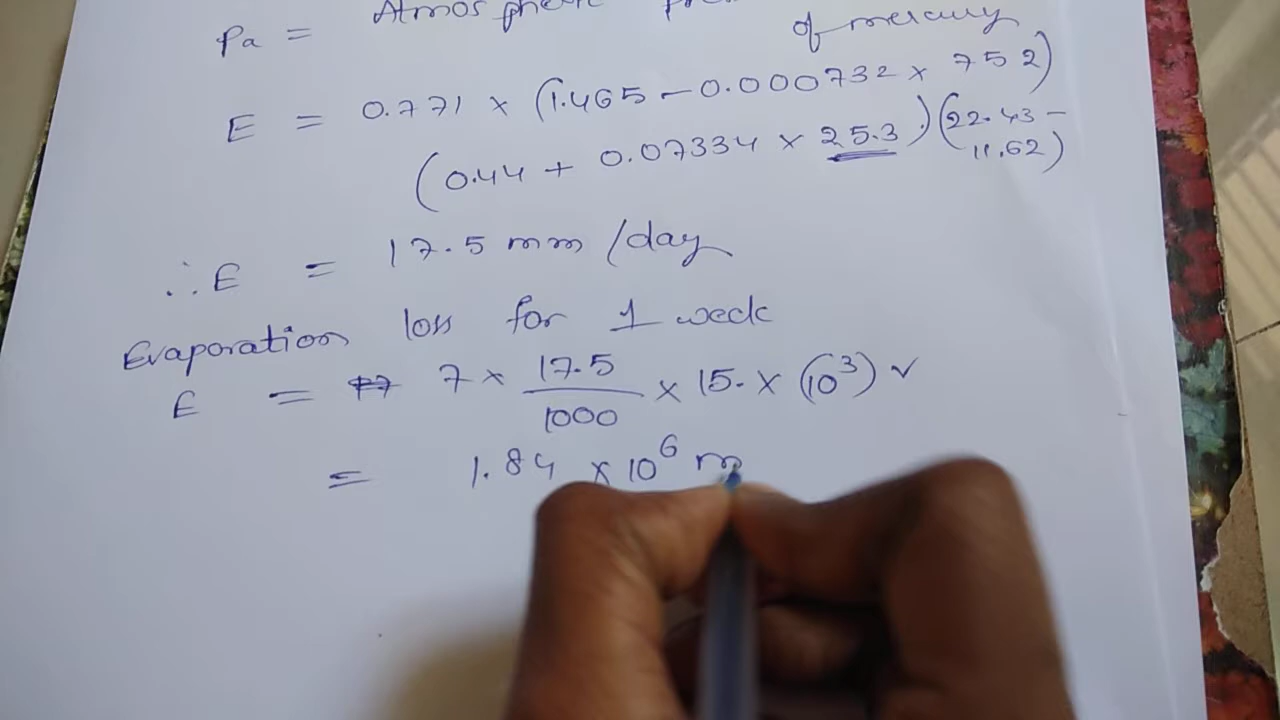 Pa = Atmospheric
of mercury
E = 0.771 × (1.465 - 0.000732 × 752)
(0.44 + 0.07334 × 25.3) (22.43 -
11.62)
∴ E = 17.5 mm/day
Evaporation loss for 1 week
E = 7 × 17.5/1000 × 15. × (10³) ✓
= 1.84 × 10⁶ m